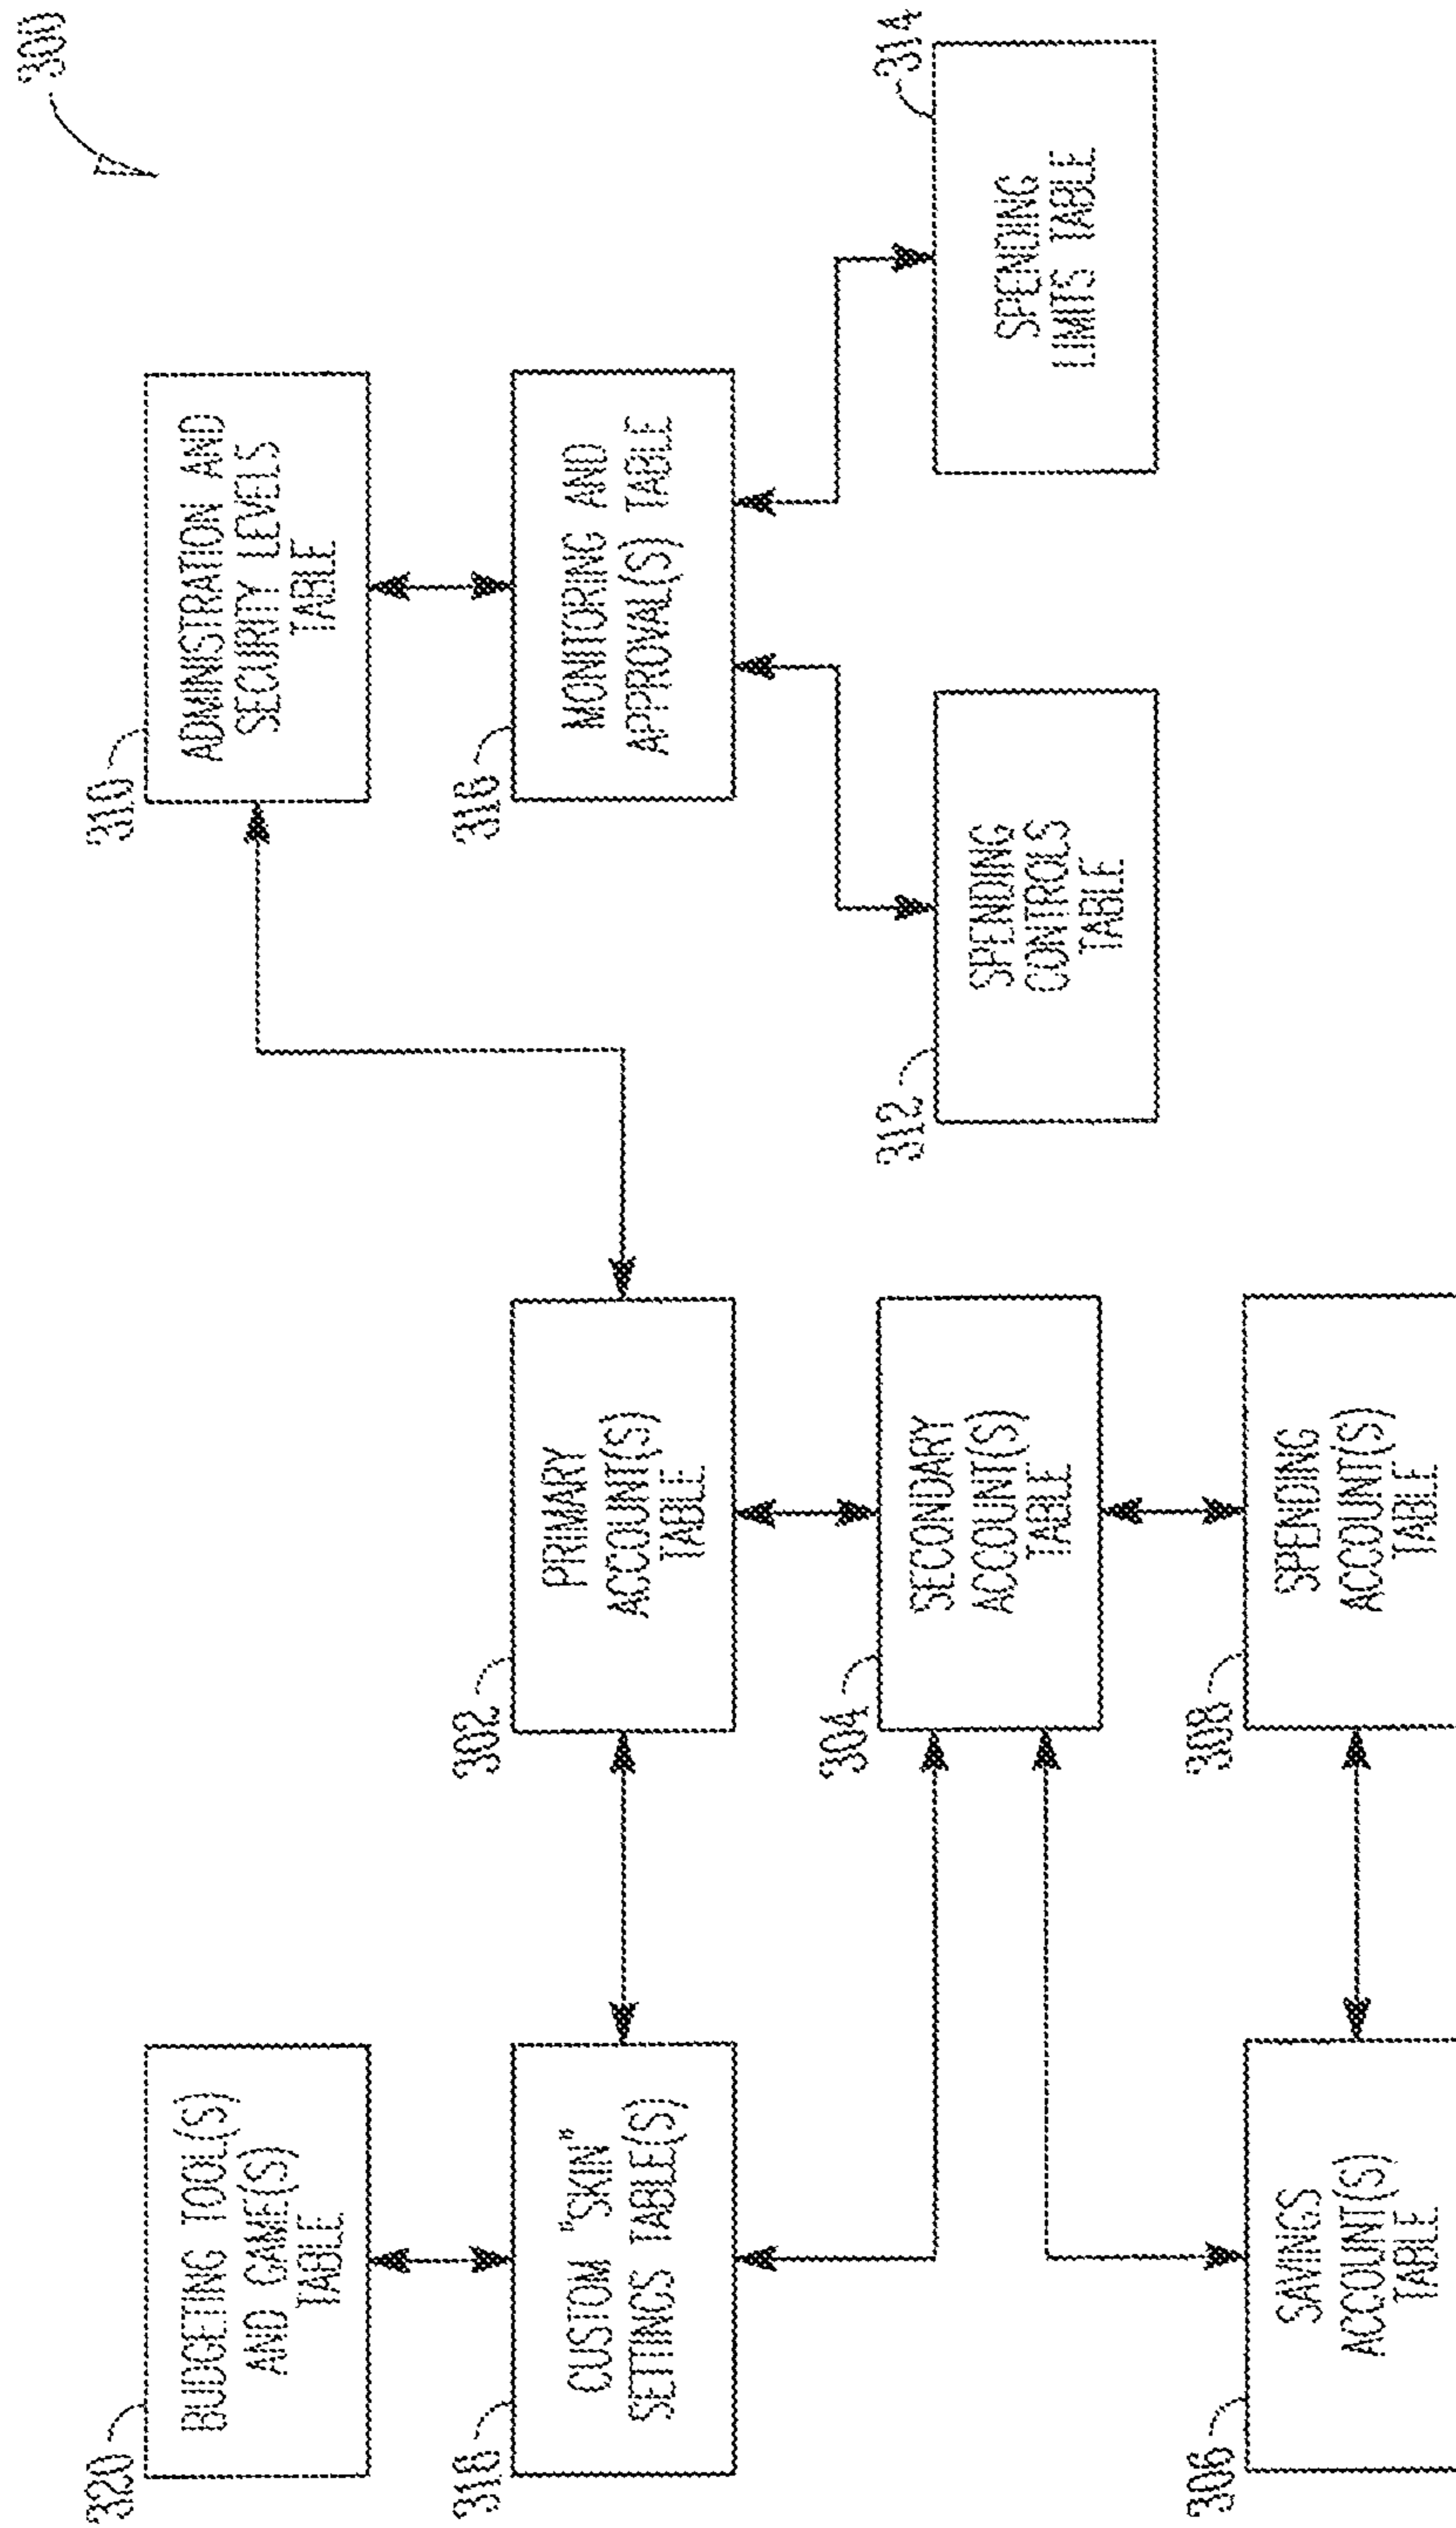 300
320
BUDGETING TOOL(S)
AND GAME(S)
TABLE
310
ADMINISTRATION AND
SECURITY LEVELS
TABLE
318
CUSTOM "SKIN"
SETTINGS TABLE(S)
302
PRIMARY
ACCOUNT(S)
TABLE
316
MONITORING AND
APPROVAL(S) TABLE
304
SECONDARY
ACCOUNT(S)
TABLE
312
SPENDING
CONTROLS
TABLE
314
SPENDING
LIMITS TABLE
306
SAVINGS
ACCOUNT(S)
TABLE
308
SPENDING
ACCOUNT(S)
TABLE